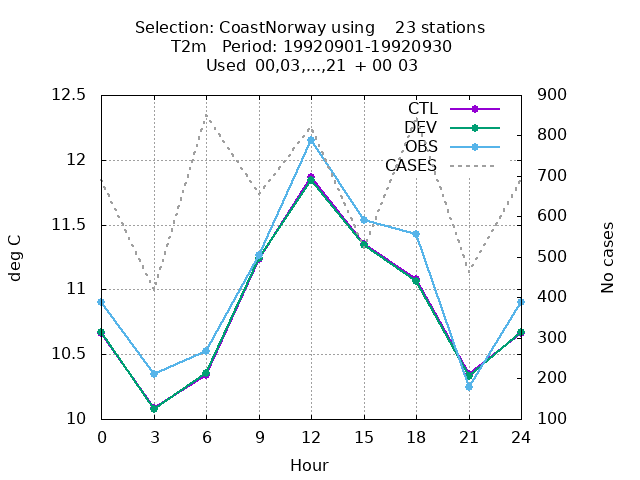 Selection: CoastNorway using    23 stations
T2m   Period: 19920901-19920930
Used  00,03,...,21  + 00 03
12.5
12
11.5
11
10.5
10
deg C
900
800
700
600
500
400
300
200
100
No cases
CTL
DEV
OBS
CASES
0 3 6 9 12 15 18 21 24
Hour